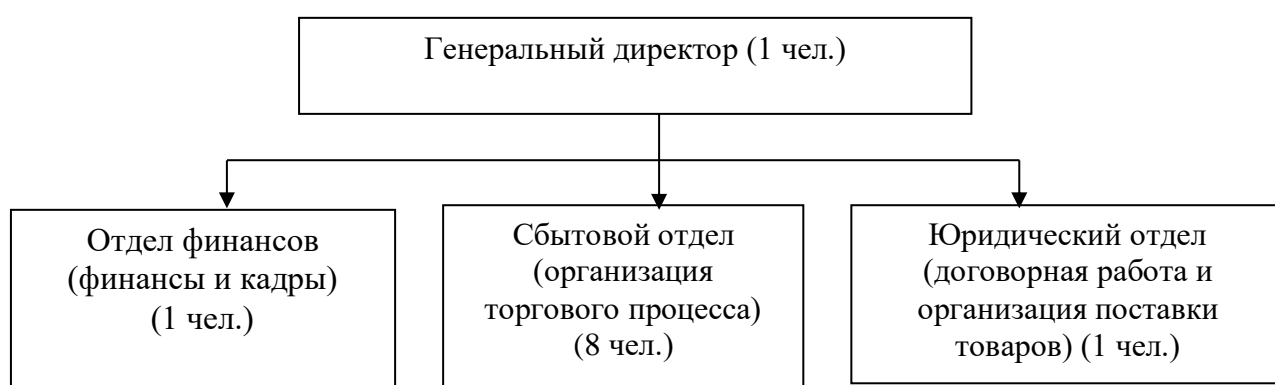 Генеральный директор (1 чел.)
Отдел финансов
(финансы и кадры)
(1 чел.)
Сбытовой отдел
(организация
торгового процесса)
(8 чел.)
Юридический отдел
(договорная работа и
организация поставки
товаров) (1 чел.)